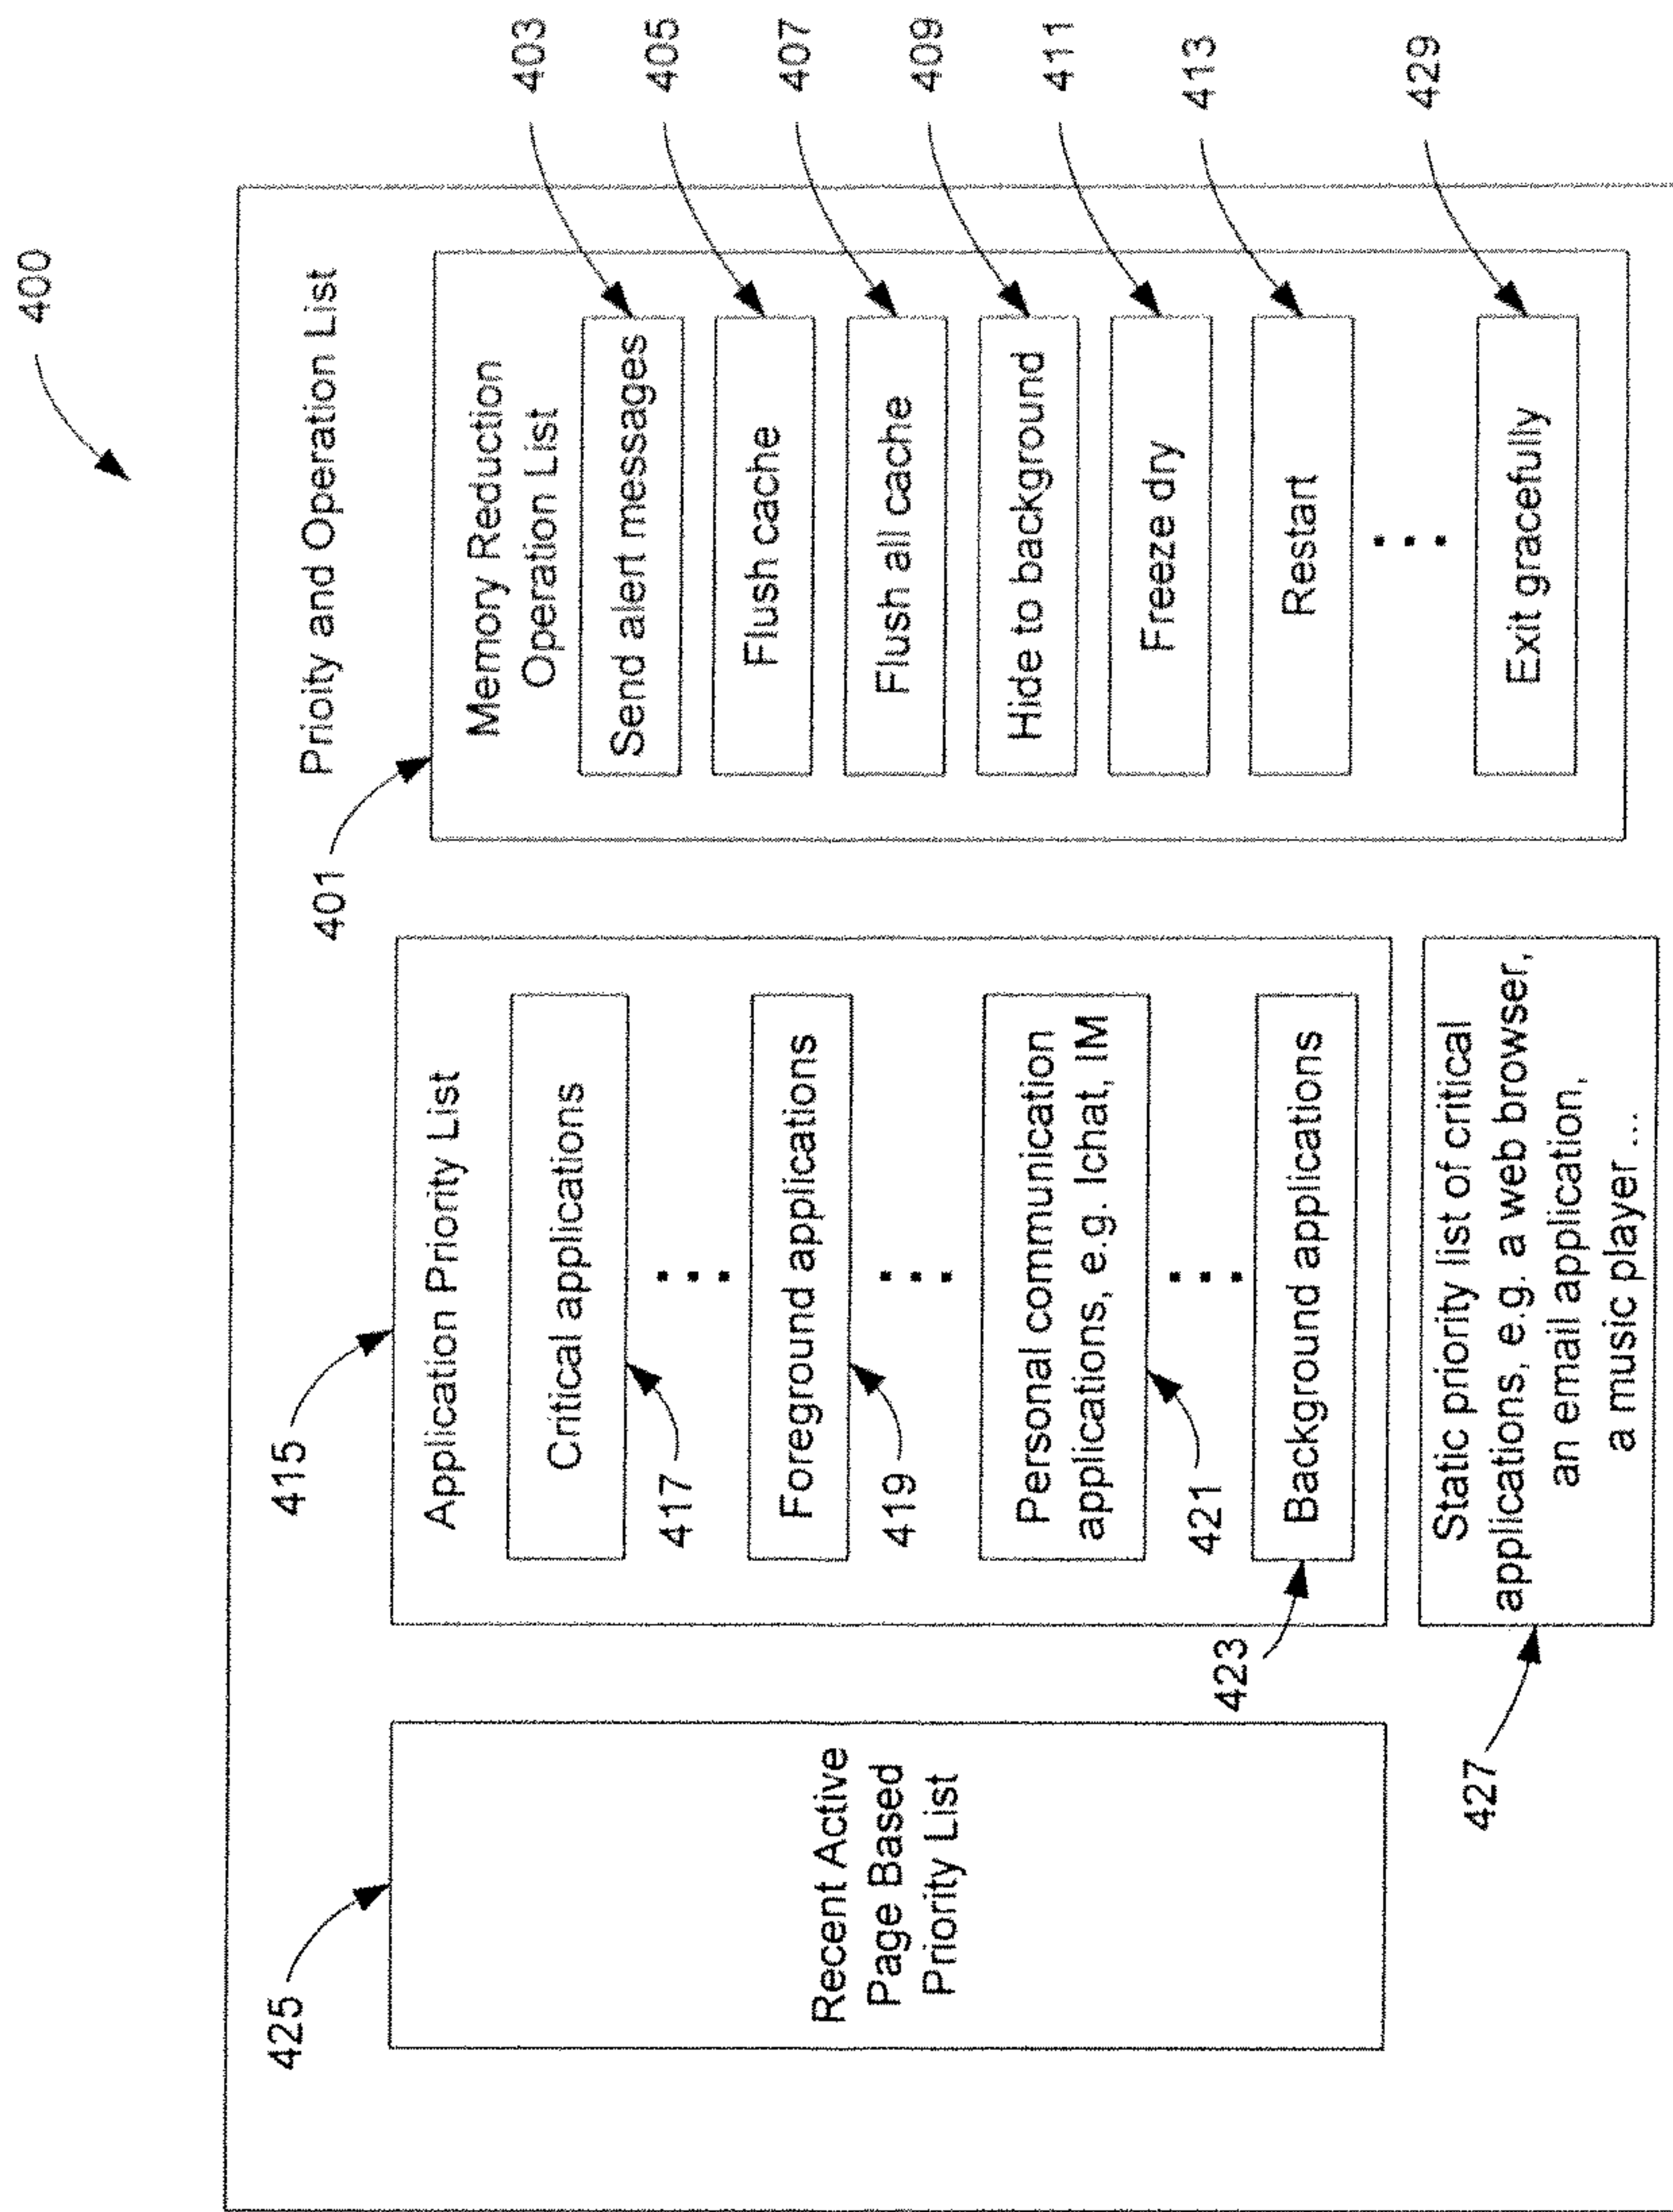 400
Prioity and Operation List
425
Recent Active
Page Based
Priority List
415
Application Priority List
Critical applications
417
Foreground applications
419
Personal communication
applications, e.g. Ichat, IM
421
Background applications
423
Static priority list of critical
applications, e.g. a web browser,
an email application,
a music player ...
427
401
Memory Reduction
Operation List
Send alert messages
403
Flush cache
405
Flush all cache
407
Hide to background
409
Freeze dry
411
Restart
413
Exit gracefully
429